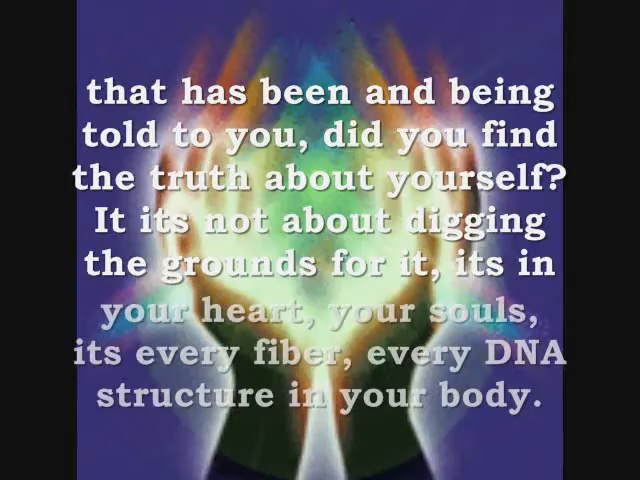 that has been and being
told to you, did you find
the truth about yourself?
It its not about digging
the grounds for it, its in
your heart, your souls,
its every fiber, every DNA
structure in your body.